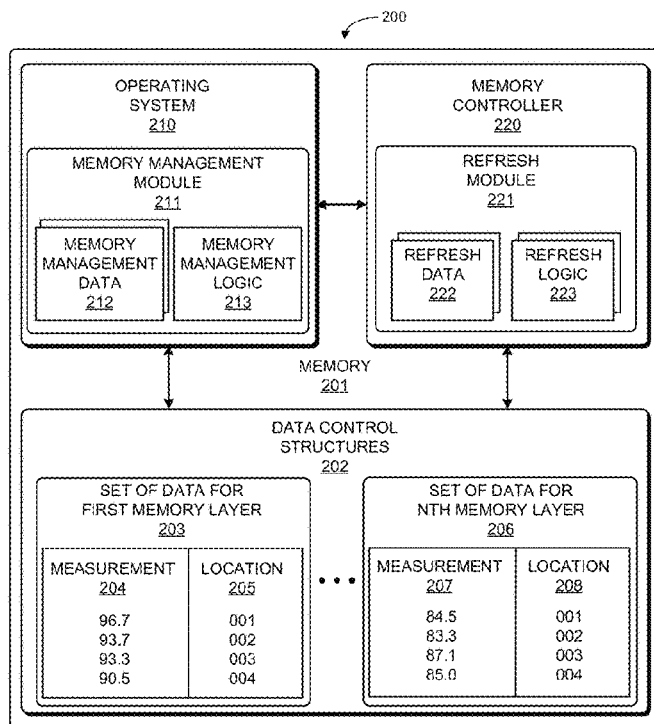 200
OPERATING
SYSTEM
210
MEMORY MANAGEMENT
MODULE
211
MEMORY
MANAGEMENT
DATA
212
MEMORY
MANAGEMENT
LOGIC
213
MEMORY
CONTROLLER
220
REFRESH
MODULE
221
REFRESH
DATA
222
REFRESH
LOGIC
223
MEMORY
201
DATA CONTROL
STRUCTURES
202
SET OF DATA FOR
FIRST MEMORY LAYER
203
MEASUREMENT LOCATION
204 205
96.7 001
93.7 002
93.3 003
90.5 004
SET OF DATA FOR
NTH MEMORY LAYER
206
MEASUREMENT LOCATION
207 208
84.5 001
83.3 002
87.1 003
85.0 004